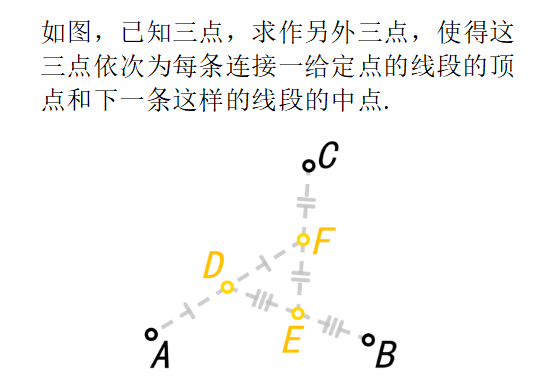 如图，已知三点，求作另外三点，使得这
三点依次为每条连接一给定点的线段的顶
点和下一条这样的线段的中点.
C
F
D
E
A
B